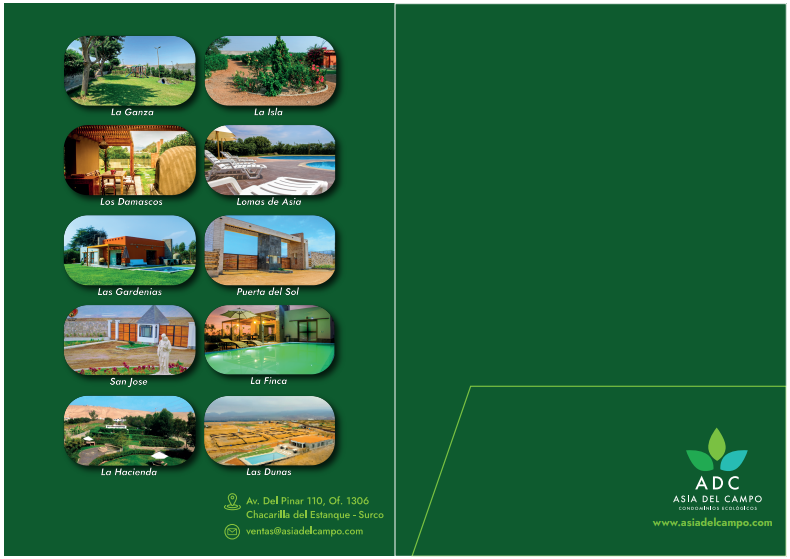 La Ganza
La Isla
Los Damascos
Lomas de Asia
Las Gardenias
Puerta del Sol
San Jose
La Finca
La Hacienda
Las Dunas
Av. Del Pinar 110, Of. 1306
Chacarilla del Estanque - Surco
ventas@asiadelcampo.com
ADC
ASIA DEL CAMPO
CONDOMINIOS ECOLÓGICOS
www.asiadelcampo.com